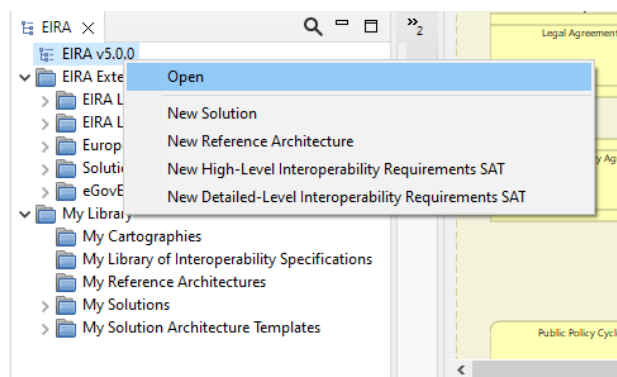 EIRA
2
Legal Agreement
EIRA v5.0.0
EIRA Exte
Open
EIRA L
New Solution
EIRA L
New Reference Architecture
Europ
y Ag
Soluti
New High-Level Interoperability Requirements SAT
eGovE
New Detailed-Level Interoperability Requirements SAT
My Library
My Cartographies
My Library of Interoperability Specifications
My Reference Architectures
My Solutions
My Solution Architecture Templates
Public Policy Cycl